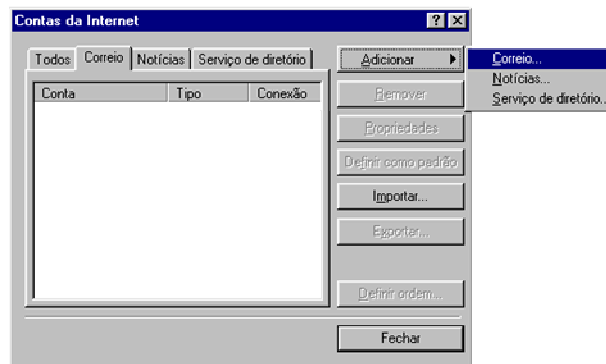 Contas da Internet
Todos Correio Notícias Serviço de diretório
Conta Tipo Conexão
Adicionar
Remover
Propriedades
Definir como padrão
Importar...
Exportar...
Definir ordem...
Fechar
Correio...
Notícias...
Serviço de diretório...